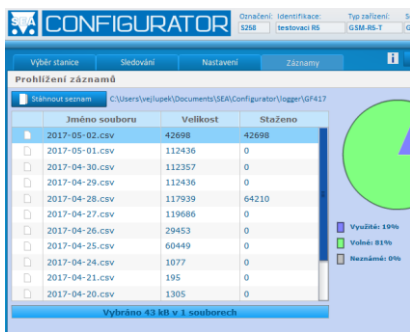 SEA CONFIGURATOR
Označení: Identifikace: Typ zařízení:
5258 testovaci R5 GSM-R5-T
Výběr stanice Sledování Nastavení Záznamy i
Prohlížení záznamů
Stáhnout seznam C:\Users\vejlupek\Documents\SEA\Configurator\logger\GF417
Jméno souboru Velikost Staženo
2017-05-02.csv 42698 42698
2017-05-01.csv 112436 0
2017-04-30.csv 112357 0
2017-04-29.csv 112436 0
2017-04-28.csv 117939 64210
2017-04-27.csv 119686 0
2017-04-26.csv 29453 0
2017-04-25.csv 60449 0
2017-04-24.csv 1077 0
2017-04-21.csv 195 0
2017-04-20.csv 1305 0
Využité: 19%
Volné: 81%
Neznámé: 0%
Vybráno 43 kB v 1 souborech